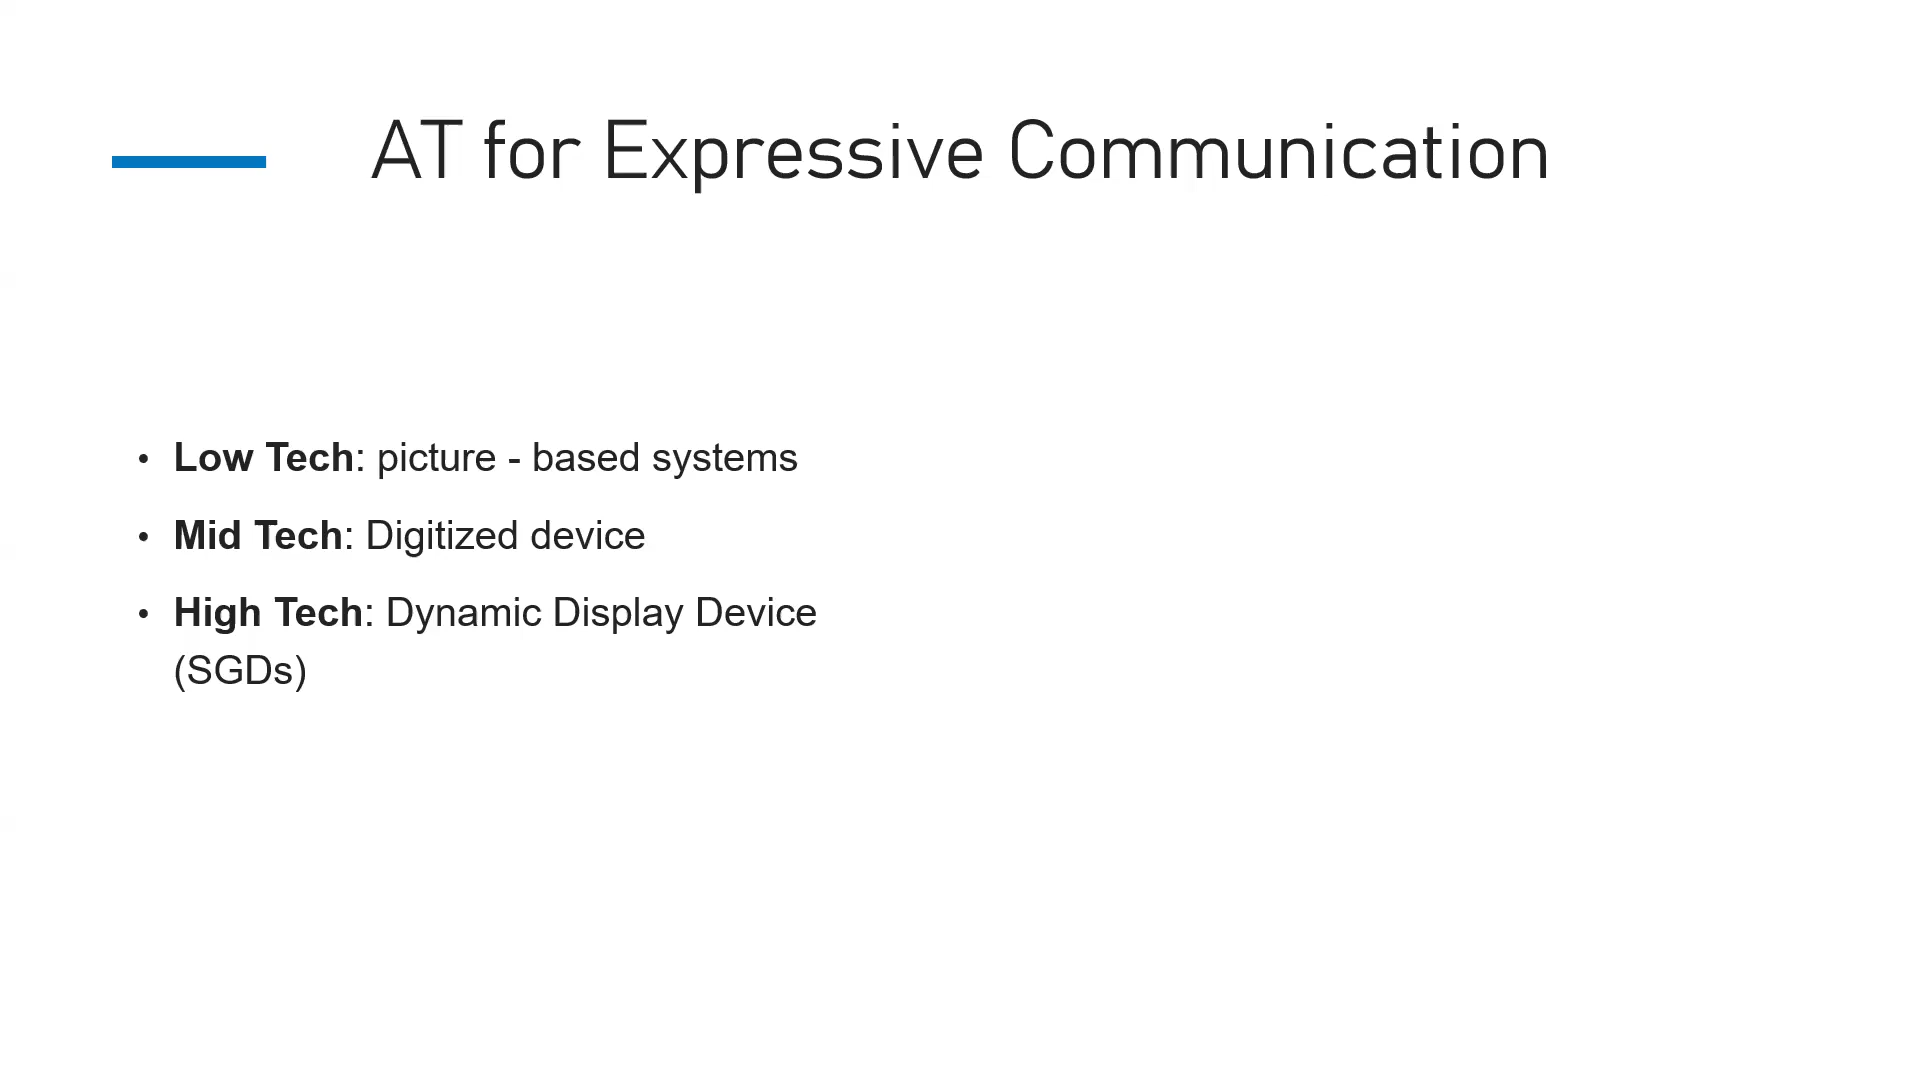 AT for Expressive Communication
• Low Tech: picture - based systems
• Mid Tech: Digitized device
• High Tech: Dynamic Display Device
(SGDs)